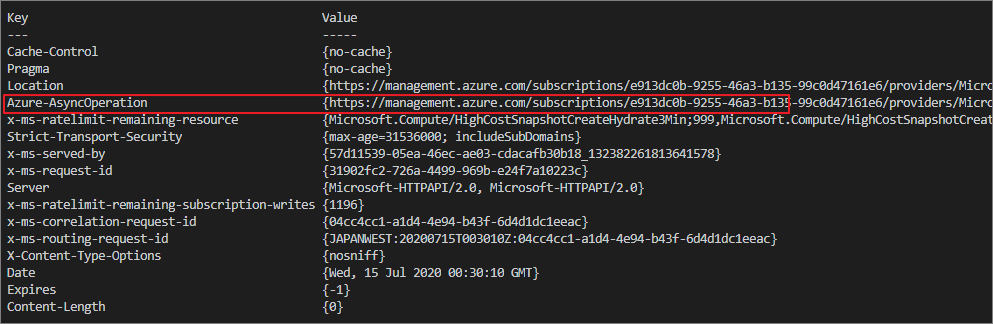 Key Value
--- -----
Cache-Control {no-cache}
Pragma {no-cache}
Location {https://management.azure.com/subscriptions/e913dc0b-9255-46a3-b135-99c0d47161e6/providers/Micro
Azure-AsyncOperation {https://management.azure.com/subscriptions/e913dc0b-9255-46a3-b135-99c0d47161e6/providers/Micro
x-ms-ratelimit-remaining-resource {Microsoft.Compute/HighCostSnapshotCreateHydrate3Min;999,Microsoft.Compute/HighCostSnapshotCreat
Strict-Transport-Security {max-age=31536000; includeSubDomains}
x-ms-served-by {57d11539-05ea-46ec-ae03-cdacafb30b18_132382261813641578}
x-ms-request-id {31902fc2-726a-4499-969b-e24f7a10223c}
Server {Microsoft-HTTPAPI/2.0, Microsoft-HTTPAPI/2.0}
x-ms-ratelimit-remaining-subscription-writes {1196}
x-ms-correlation-request-id {04cc4cc1-a1d4-4e94-b43f-6d4d1dc1eeac}
x-ms-routing-request-id {JAPANWEST:20200715T003010Z:04cc4cc1-a1d4-4e94-b43f-6d4d1dc1eeac}
X-Content-Type-Options {nosniff}
Date {Wed, 15 Jul 2020 00:30:10 GMT}
Expires {-1}
Content-Length {0}